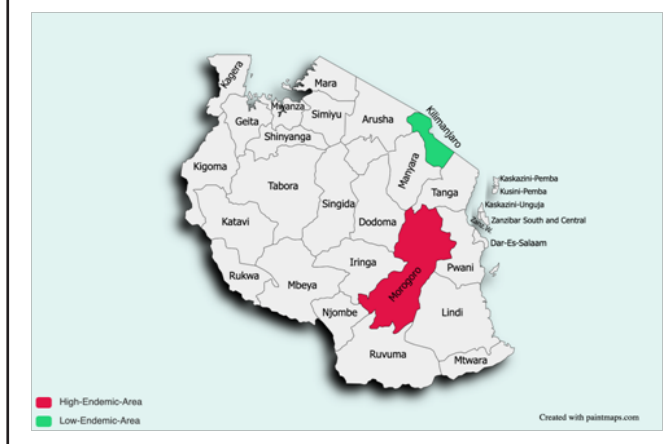 Kagera
Mara
Mwanza
Geita
Simiyu
Arusha
Kilimanjaro
Shinyanga
Kigoma
Manyara
Tabora
Tanga
Kaskazini-Pemba
Kusini-Pemba
Kaskazini-Unguja
Singida
Dodoma
Zanzibar South and Central
Zanz.W.
Katavi
Dar-Es-Salaam
Iringa
Pwani
Rukwa
Mbeya
Morogoro
Njombe
Lindi
Ruvuma
Mtwara
High-Endemic-Area
Low-Endemic-Area
Created with paintmaps.com